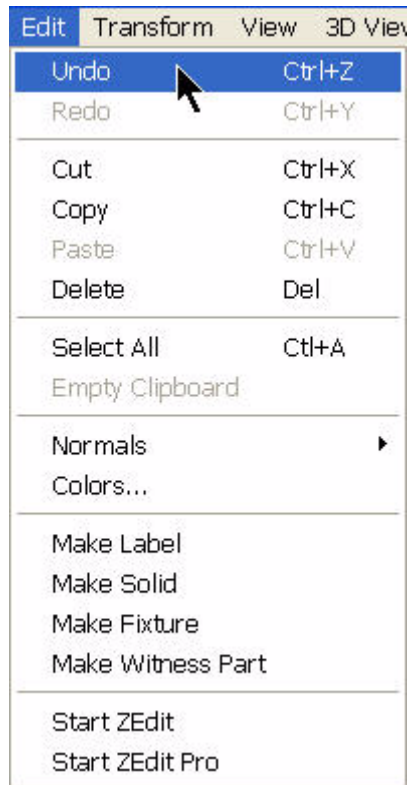 Edit Transform View 3D View
Undo Ctrl+Z
Redo Ctrl+Y
Cut Ctrl+X
Copy Ctrl+C
Paste Ctrl+V
Delete Del
Select All Ctl+A
Empty Clipboard
Normals
Colors...
Make Label
Make Solid
Make Fixture
Make Witness Part
Start ZEdit
Start ZEdit Pro